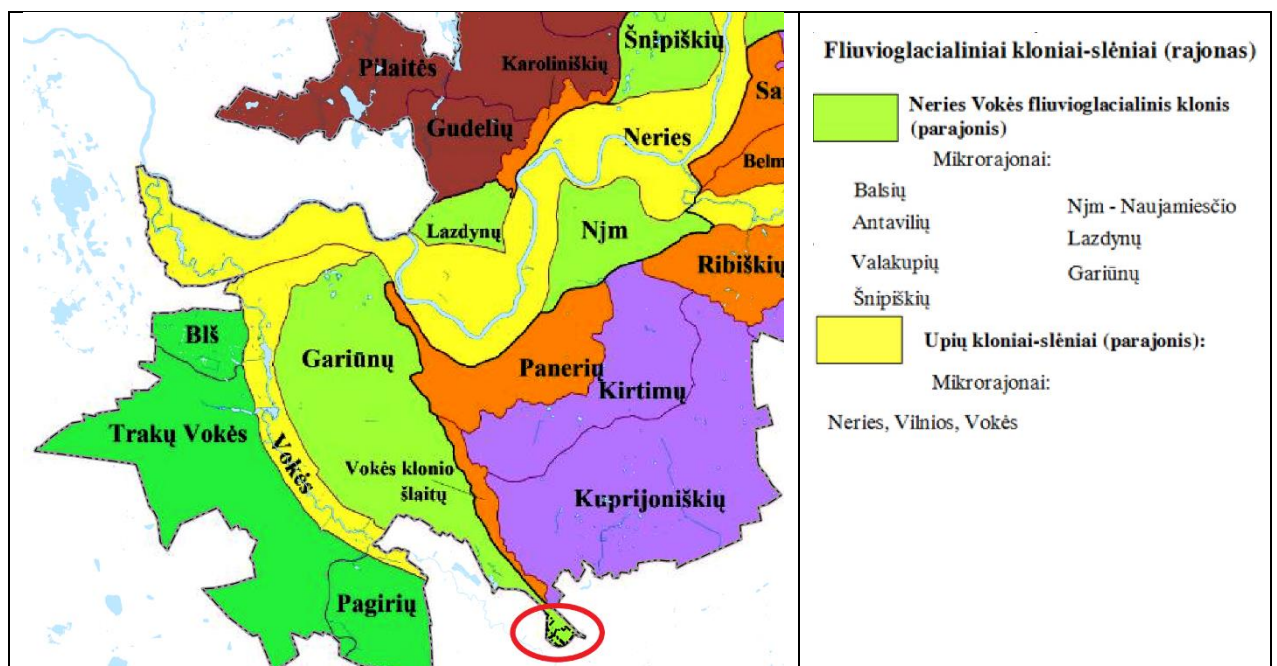 Šnipiškių
Pilaitės
Karoliniškių
Sa
Gudelių
Neries
Belm
Lazdynų
Njm
Ribiškių
Blš
Gariūnų
Panerių
Kirtimų
Trakų Vokės
Vokės
Vokės klonio
šlaitų
Kuprijoniškių
Pagirių
Fliuvioglacialiniai kloniai-slėniai (rajonas)
Neries Vokės fliuvioglacialinis klonis
(parajonis)
Mikrorajonai:
Balsių
Antavilių
Valakupių
Šnipiškių
Njm - Naujamiesčio
Lazdynų
Gariūnų
Upių kloniai-slėniai (parajonis):
Mikrorajonai:
Neries, Vilnios, Vokės